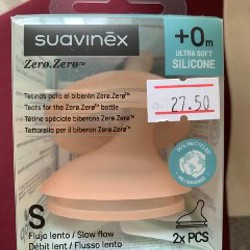 suavinex
Zero.Zero™
+0m
ULTRA SOFT
SILICONE
Tetinas para el biberón Zero.Zero™
Teats for the Zero.Zero™ bottle
Tétine spéciale biberons Zero.Zero™
Tettarella per il biberon Zero.Zero™
27.50
S
Flujo lento / Slow flow
Débit lent / Flusso lento
2x PCS